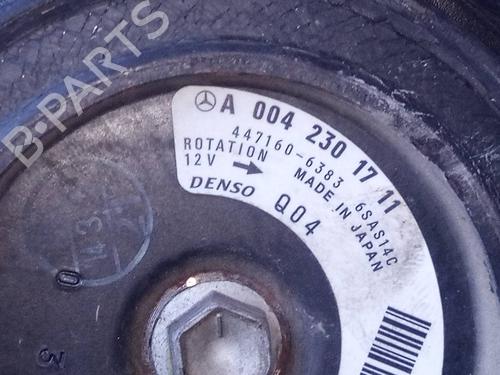 B-PARTS
A 004 230 17 11
447160-6383 6SAS14C
ROTATION
12V
MADE IN JAPAN
DENSO
Q04